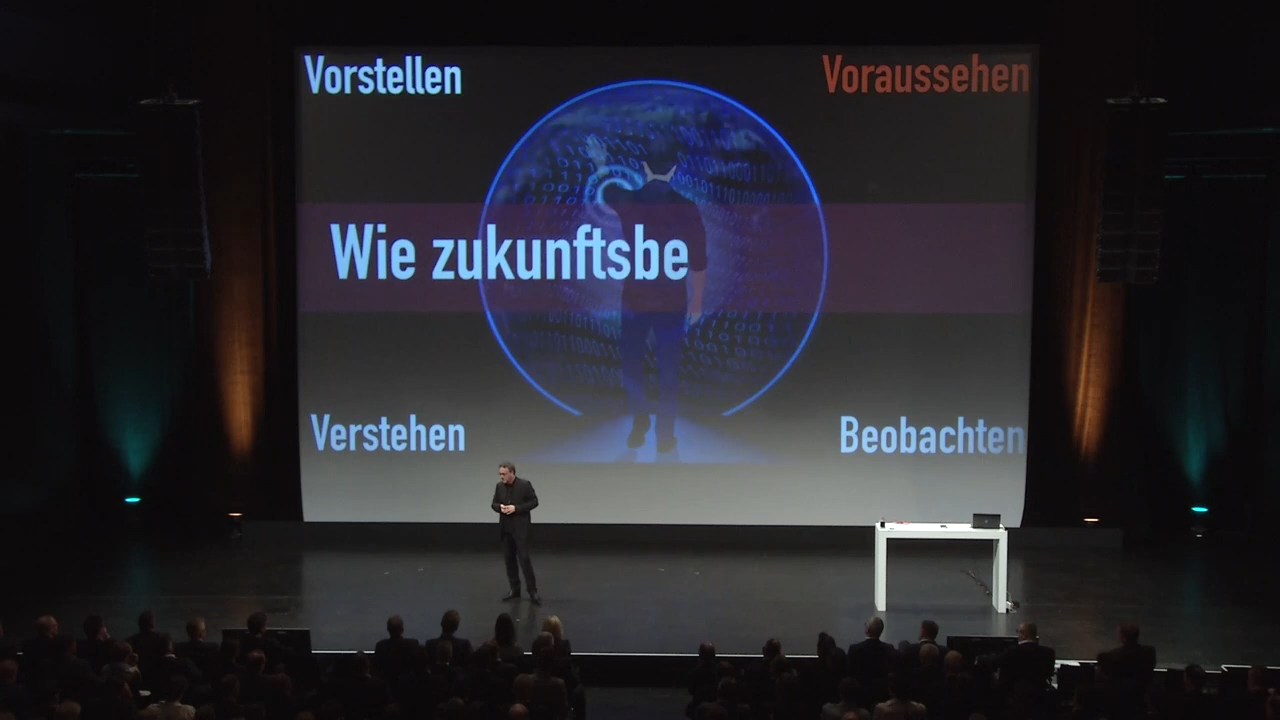 Vorstellen
Voraussehen
Wie zukunftsbe
Verstehen
Beobachten